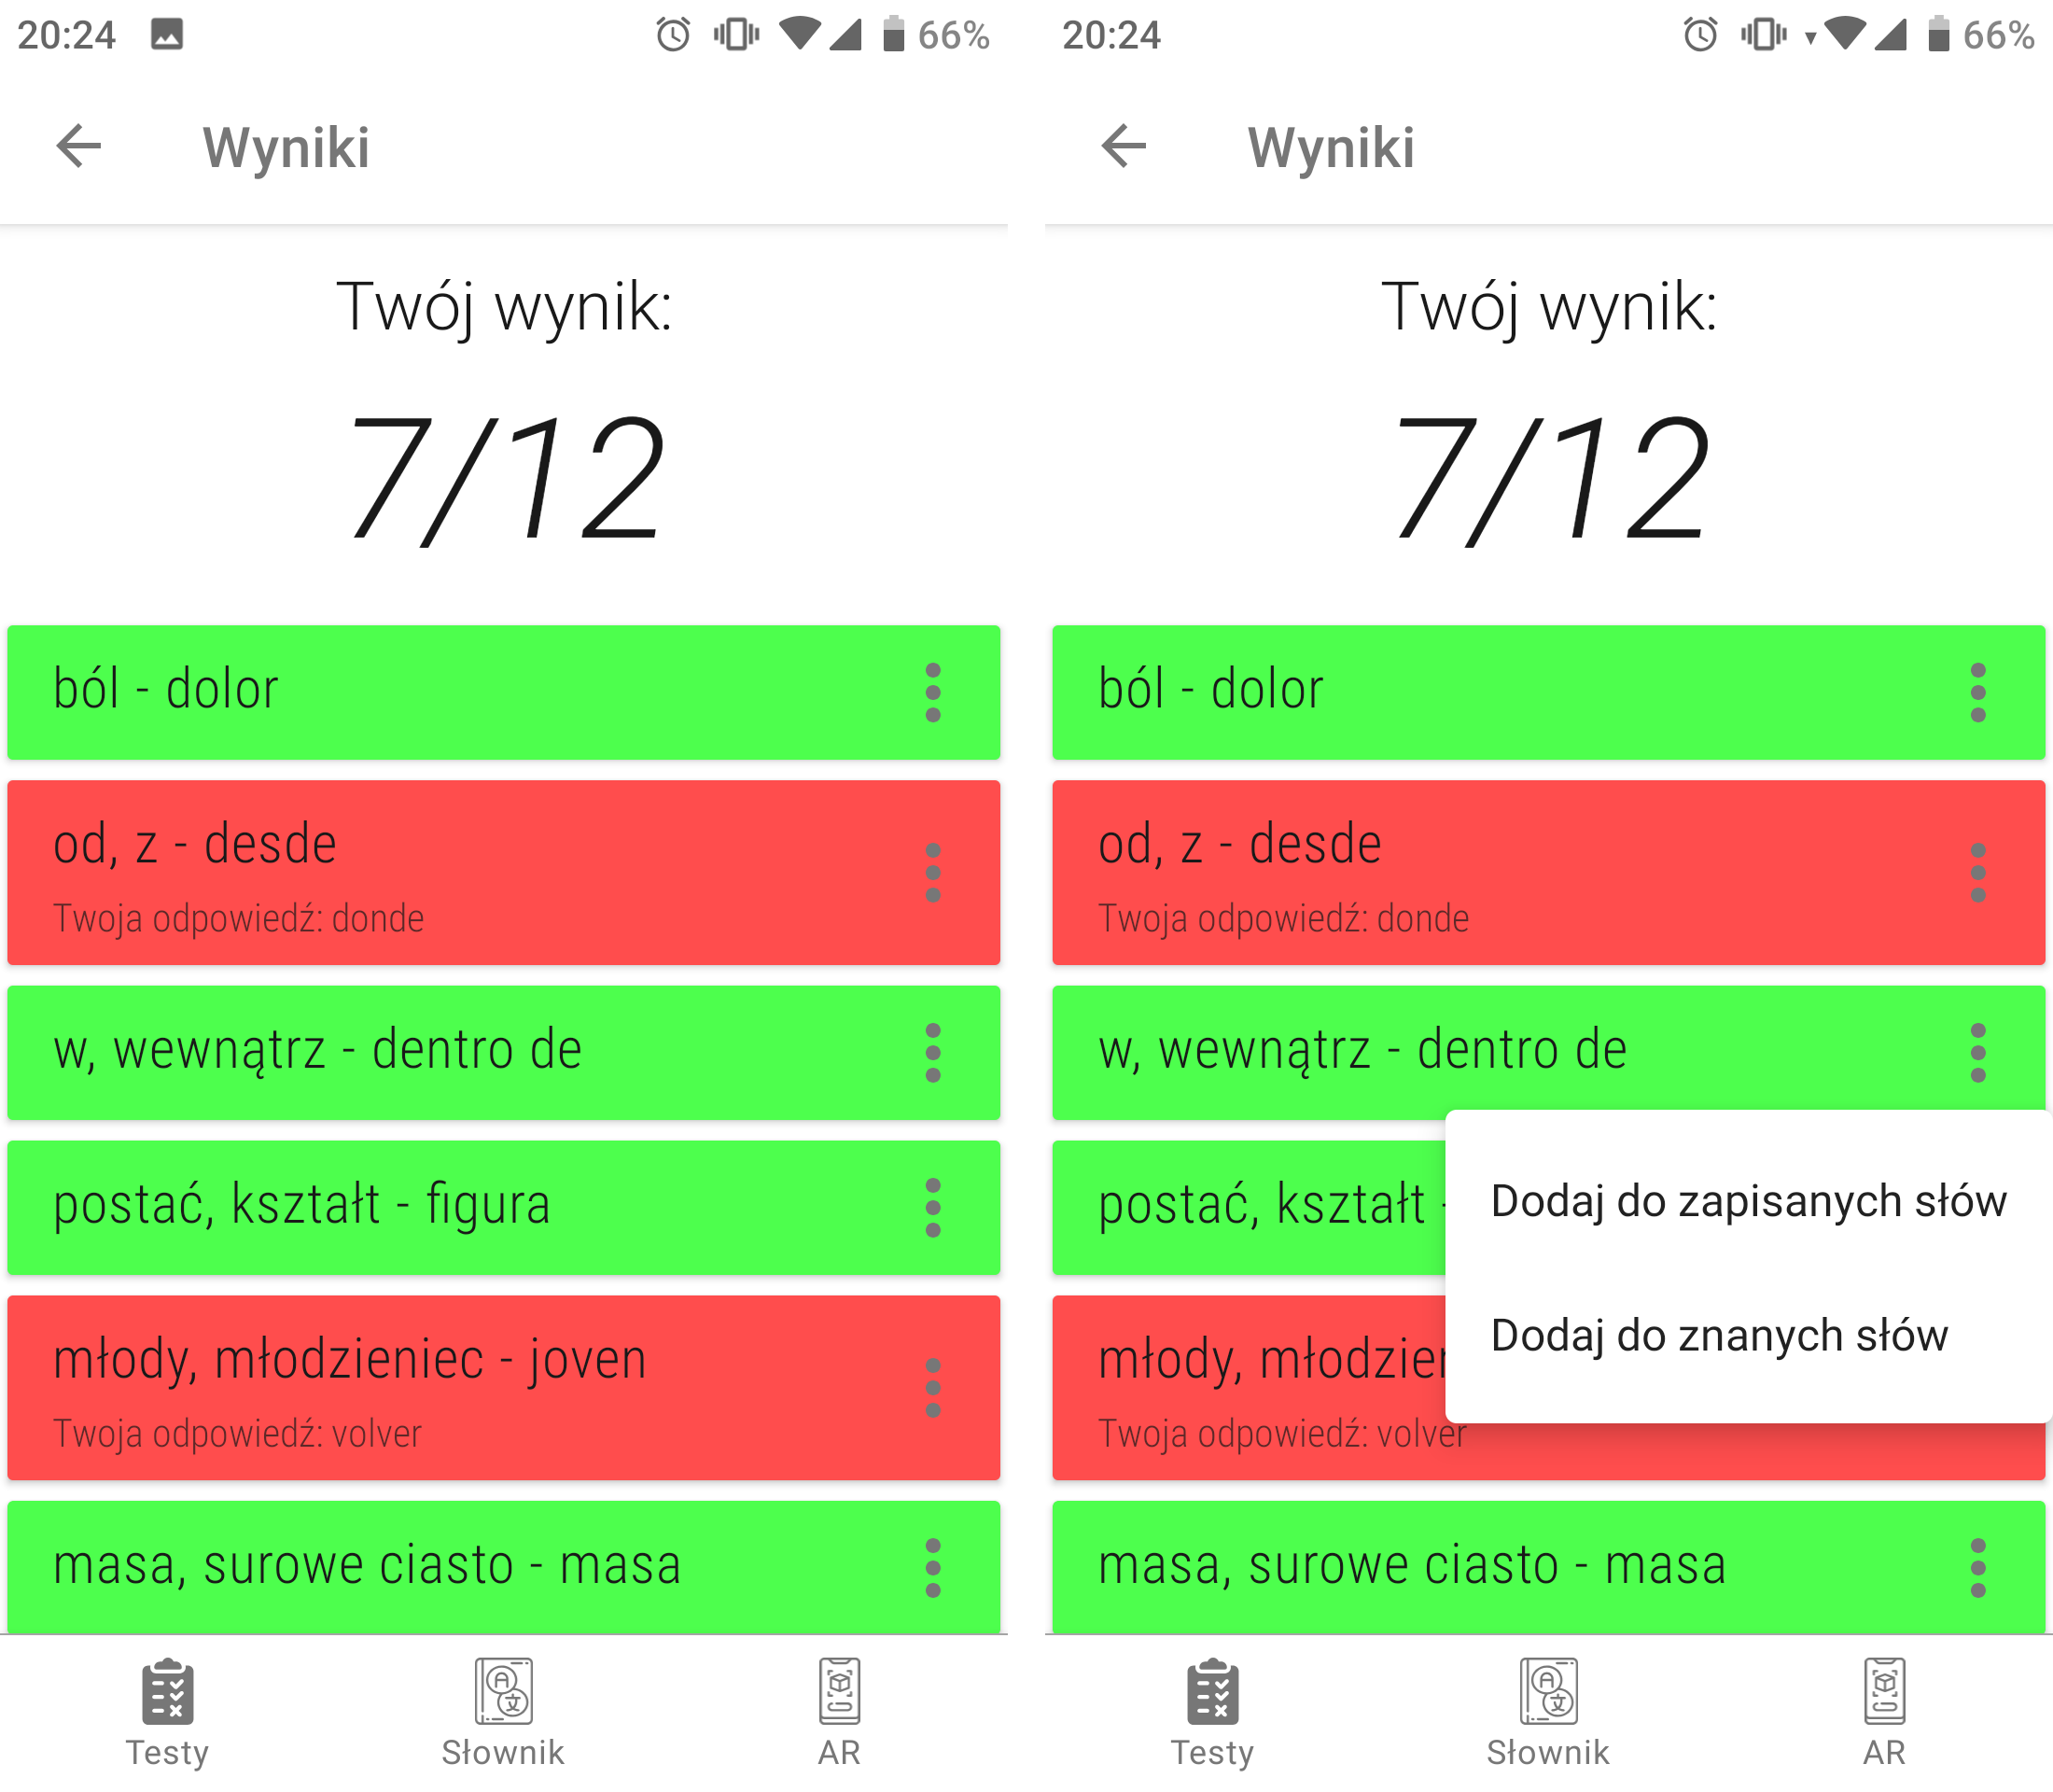 20:24
66%
Wyniki
Twój wynik:
7/12
ból - dolor
od, z - desde
Twoja odpowiedź: donde
w, wewnątrz - dentro de
postać, kształt - figura
młody, młodzieniec - joven
Twoja odpowiedź: volver
masa, surowe ciasto - masa
Testy
Słownik
AR
20:24
66%
Wyniki
Twój wynik:
7/12
ból - dolor
od, z - desde
Twoja odpowiedź: donde
w, wewnątrz - dentro de
postać, kształt -
Dodaj do zapisanych słów
Dodaj do znanych słów
młody,
Twoja odpowiedź: volver
masa, surowe ciasto - masa
Testy
Słownik
AR